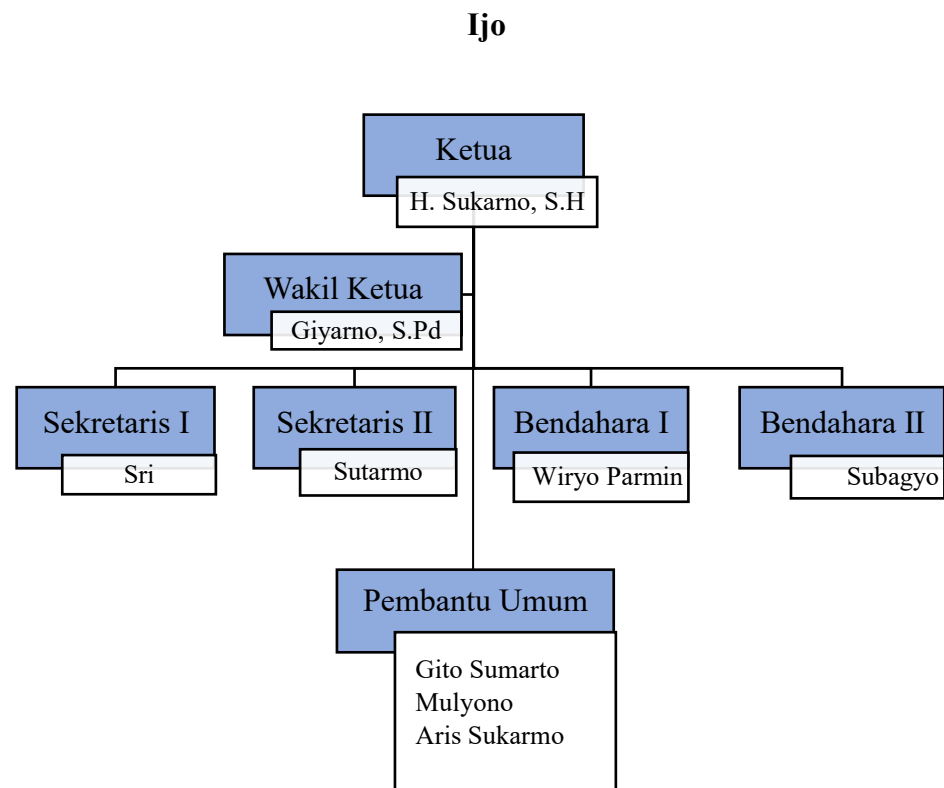 Ijo
Ketua
H. Sukarno, S.H
Wakil Ketua
Giyarno, S.Pd
Sekretaris I
Sri
Sekretaris II
Sutarmo
Bendahara I
Wiryo Parmin
Bendahara II
Subagyo
Pembantu Umum
Gito Sumarto
Mulyono
Aris Sukarmo